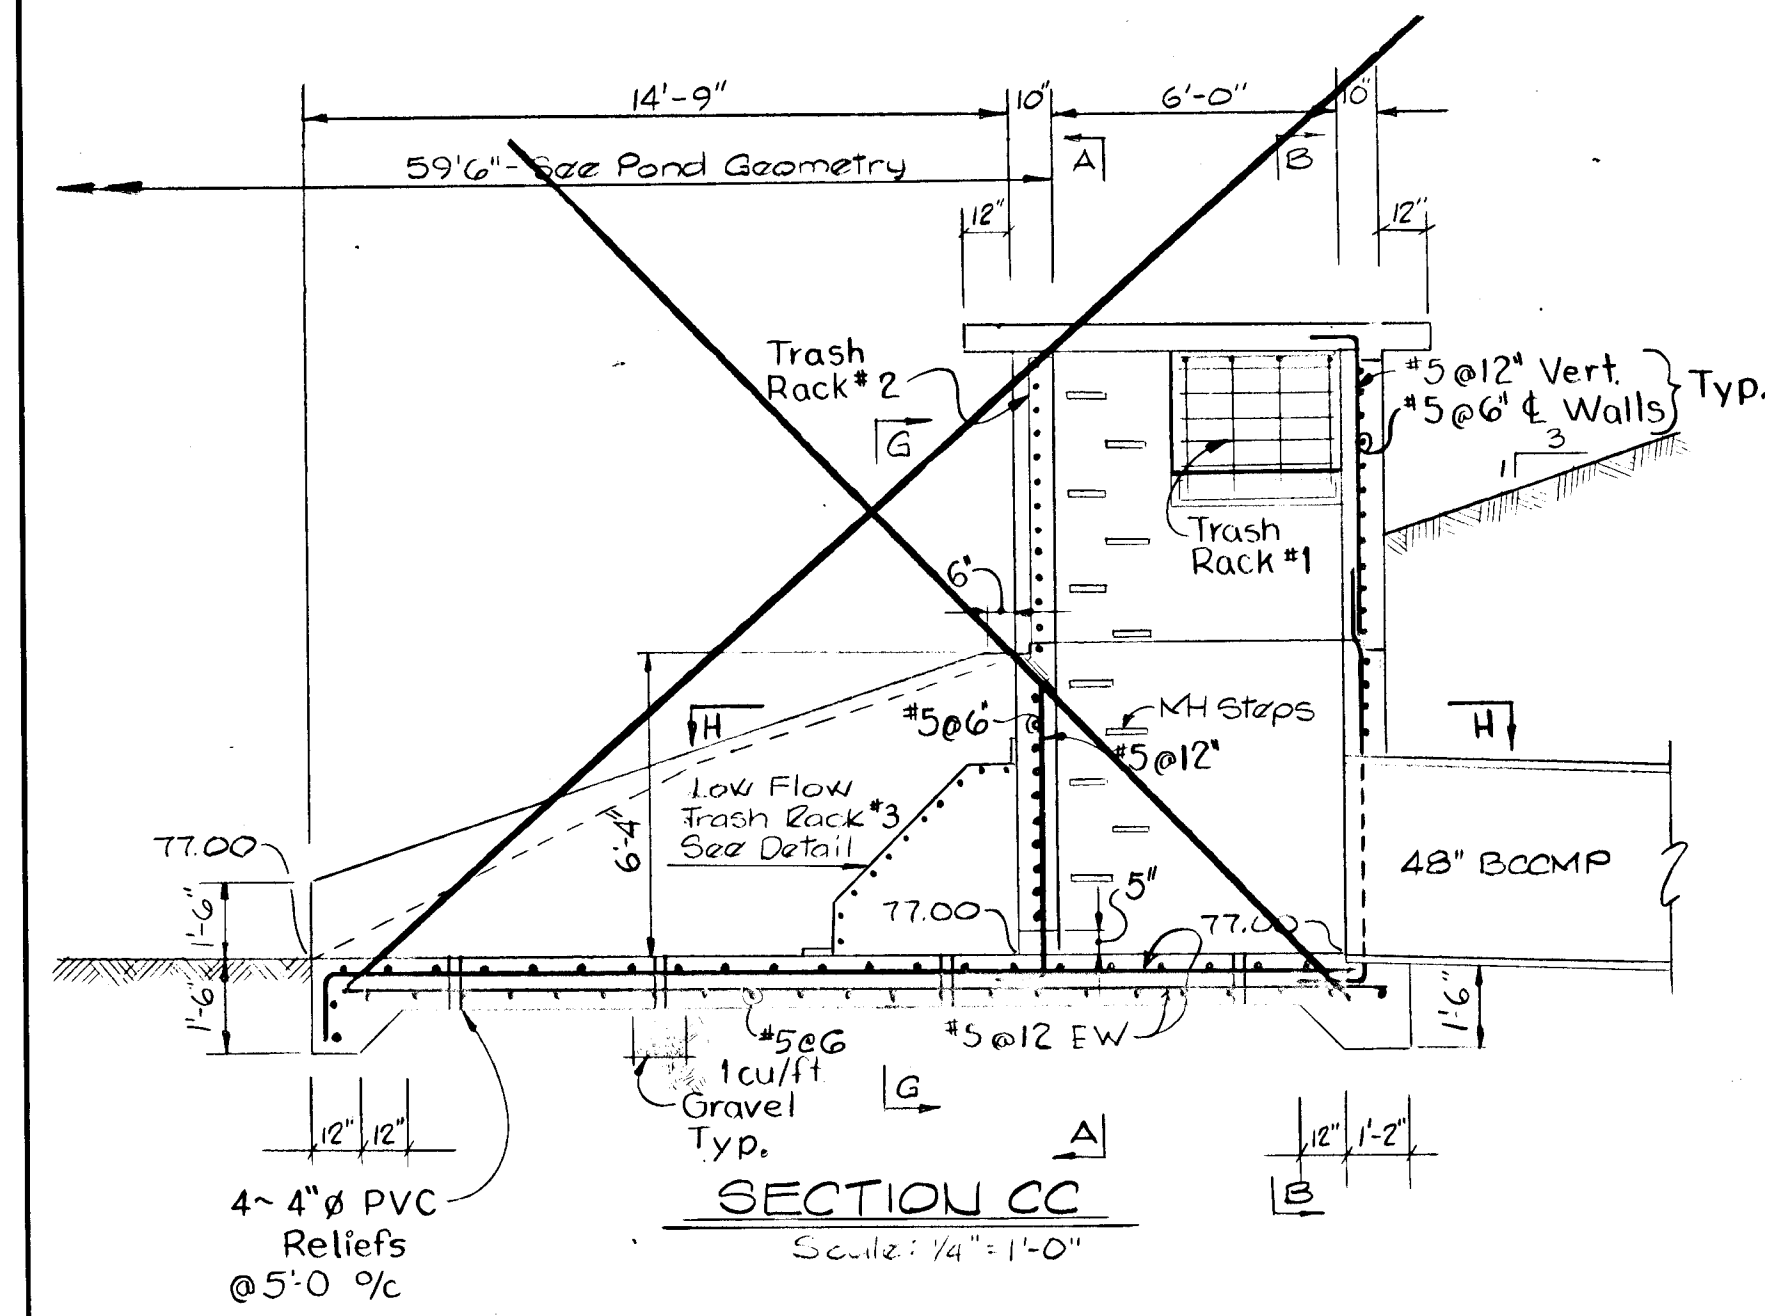 14'-9"
10"
6'-0"
10"
59'6"- See Pond Geometry
A
B
12"
12"
Trash
Rack #2
G
#5@12" Vert.
#5@6" ℄ Walls
Typ.
3
1
Trash
Rack #1
6"
H
#5@6"
MH Steps
H
#5@12"
Low Flow
Trash Rack #3
See Detail
6'-4"
77.00
48" BCCMP
5"
77.00
77.00
1'-6"
1'-6"
1'-6"
#5@6
#5@12 EW
1 cu/ft
Gravel
Typ.
G
12"
12"
A
12"
1'-2"
4~ 4"ø PVC
Reliefs
@5'-0 o/c
SECTION CC
B
Scale: 1/4" = 1'-0"